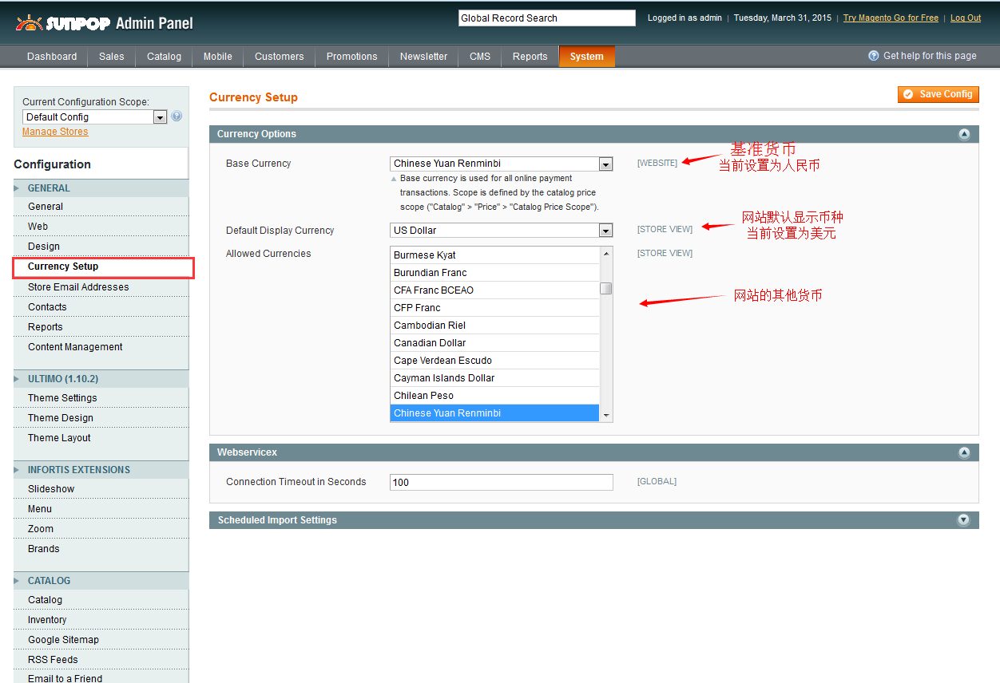 SUNPOP Admin Panel
Global Record Search
Logged in as admin | Tuesday, March 31, 2015 | Try Magento Go for Free | Log Out
Dashboard Sales Catalog Mobile Customers Promotions Newsletter CMS Reports System
Get help for this page
Current Configuration Scope:
Default Config
Manage Stores
Configuration
GENERAL
General
Web
Design
Currency Setup
Store Email Addresses
Contacts
Reports
Content Management
ULTIMO (1.10.2)
Theme Settings
Theme Design
Theme Layout
INFORTIS EXTENSIONS
Slideshow
Menu
Zoom
Brands
CATALOG
Catalog
Inventory
Google Sitemap
RSS Feeds
Email to a Friend
Currency Setup
Save Config
Currency Options
Base Currency
Chinese Yuan Renminbi
[WEBSITE]
基准货币
当前设置为人民币
Base currency is used for all online payment
transactions. Scope is defined by the catalog price
scope ("Catalog" > "Price" > "Catalog Price Scope").
Default Display Currency
US Dollar
[STORE VIEW]
网站默认显示币种
当前设置为美元
Allowed Currencies
[STORE VIEW]
Burmese Kyat
Burundian Franc
CFA Franc BCEAO
CFP Franc
Cambodian Riel
Canadian Dollar
Cape Verdean Escudo
Cayman Islands Dollar
Chilean Peso
Chinese Yuan Renminbi
网站的其他货币
Webservicex
Connection Timeout in Seconds
100
[GLOBAL]
Scheduled Import Settings